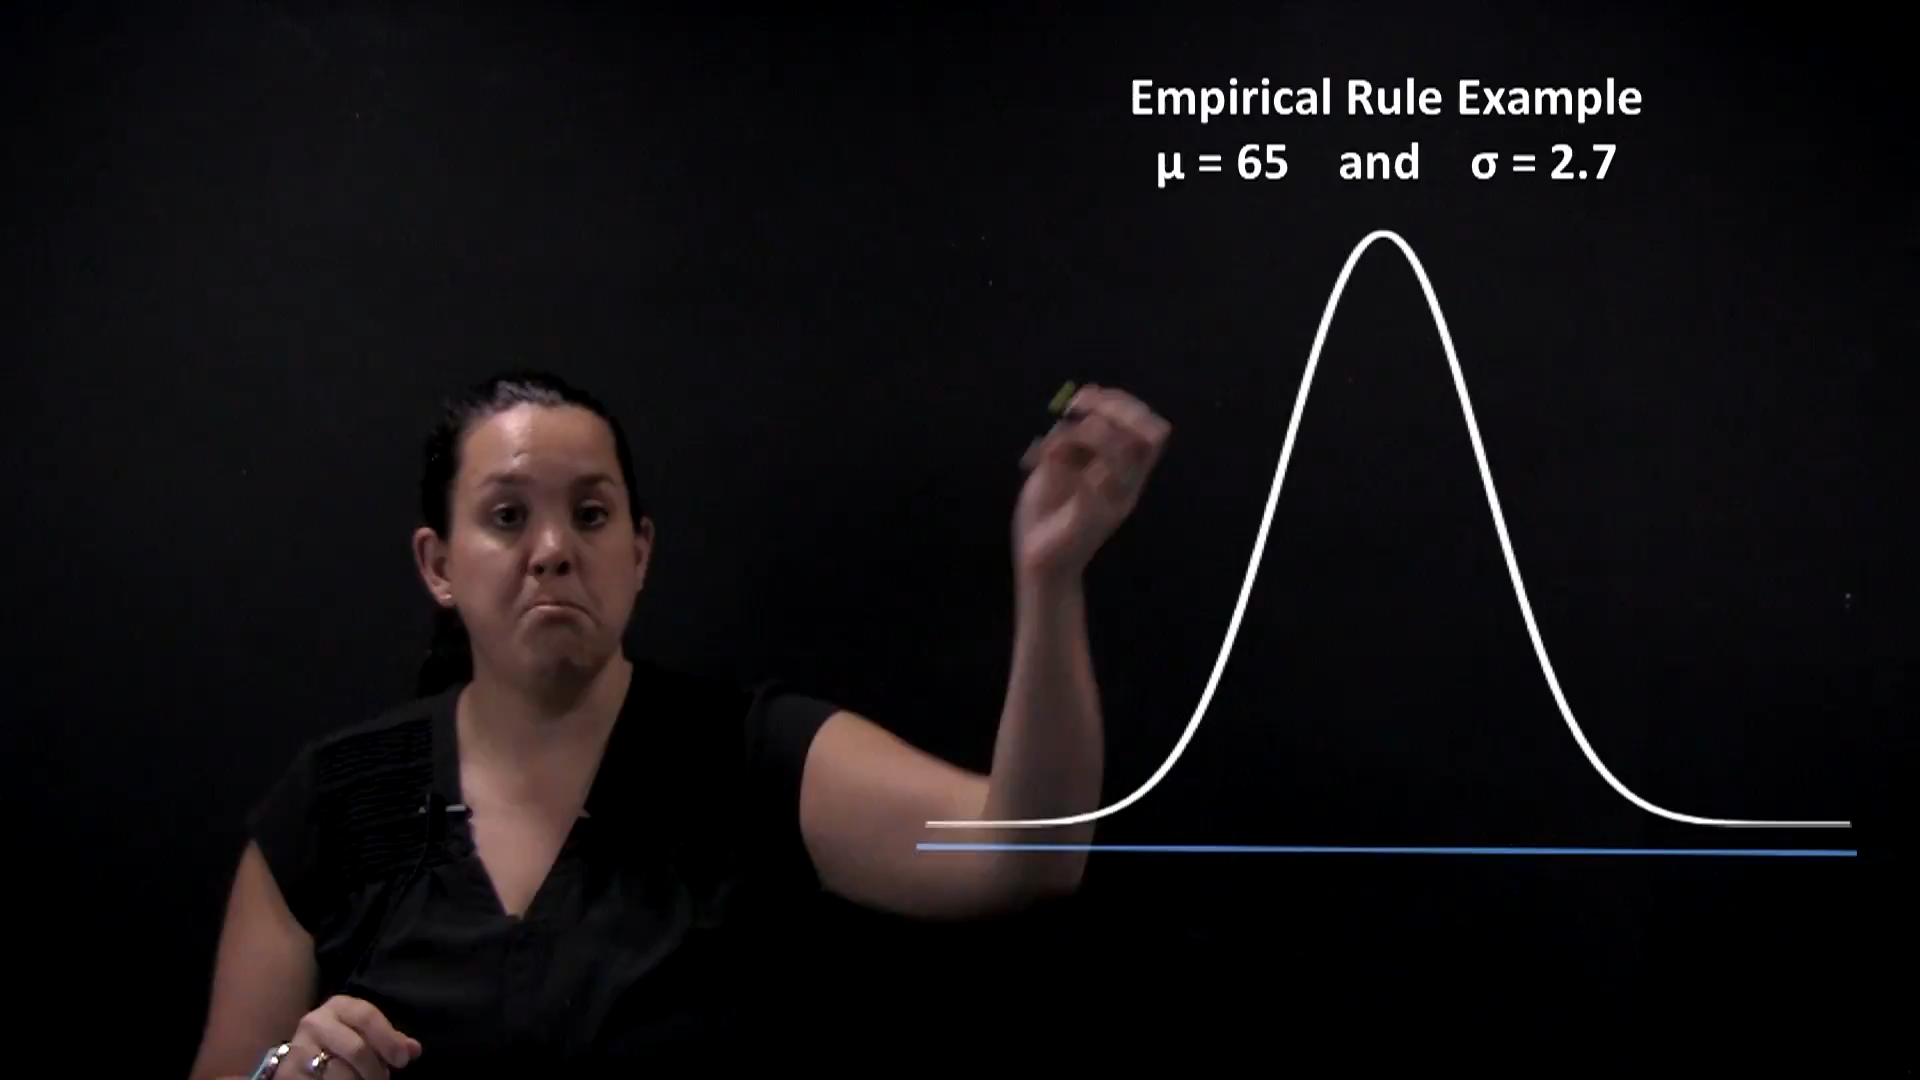 Empirical Rule Example
μ = 65 and σ = 2.7